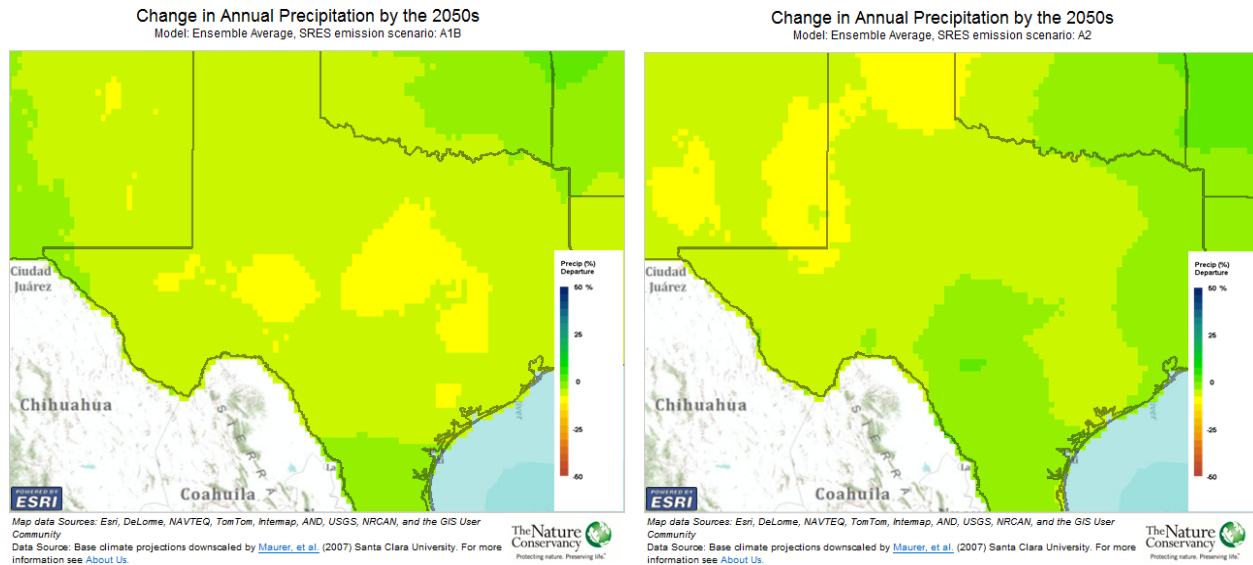 Change in Annual Precipitation by the 2050s
Model: Ensemble Average, SRES emission scenario: A1B
Ciudad
Juárez
Chihuahua
SIERRA
La
Coahuila
Precip (%)
Departure
50 %
25
0
-25
-50
POWERED BY
ESRI
Map data Sources: Esri, DeLorme, NAVTEQ, TomTom, Intermap, AND, USGS, NRCAN, and the GIS User
Community
Data Source: Base climate projections downscaled by Maurer, et al. (2007) Santa Clara University. For more
information see About Us.
The Nature
Conservancy
Protecting nature. Preserving life.™
Change in Annual Precipitation by the 2050s
Model: Ensemble Average, SRES emission scenario: A2
Ciudad
Juárez
Chihuahua
SIERRA
La
Coahuila
Precip (%)
Departure
50 %
25
0
-25
-50
POWERED BY
ESRI
Map data Sources: Esri, DeLorme, NAVTEQ, TomTom, Intermap, AND, USGS, NRCAN, and the GIS User
Community
Data Source: Base climate projections downscaled by Maurer, et al. (2007) Santa Clara University. For more
information see About Us.
The Nature
Conservancy
Protecting nature. Preserving life.™